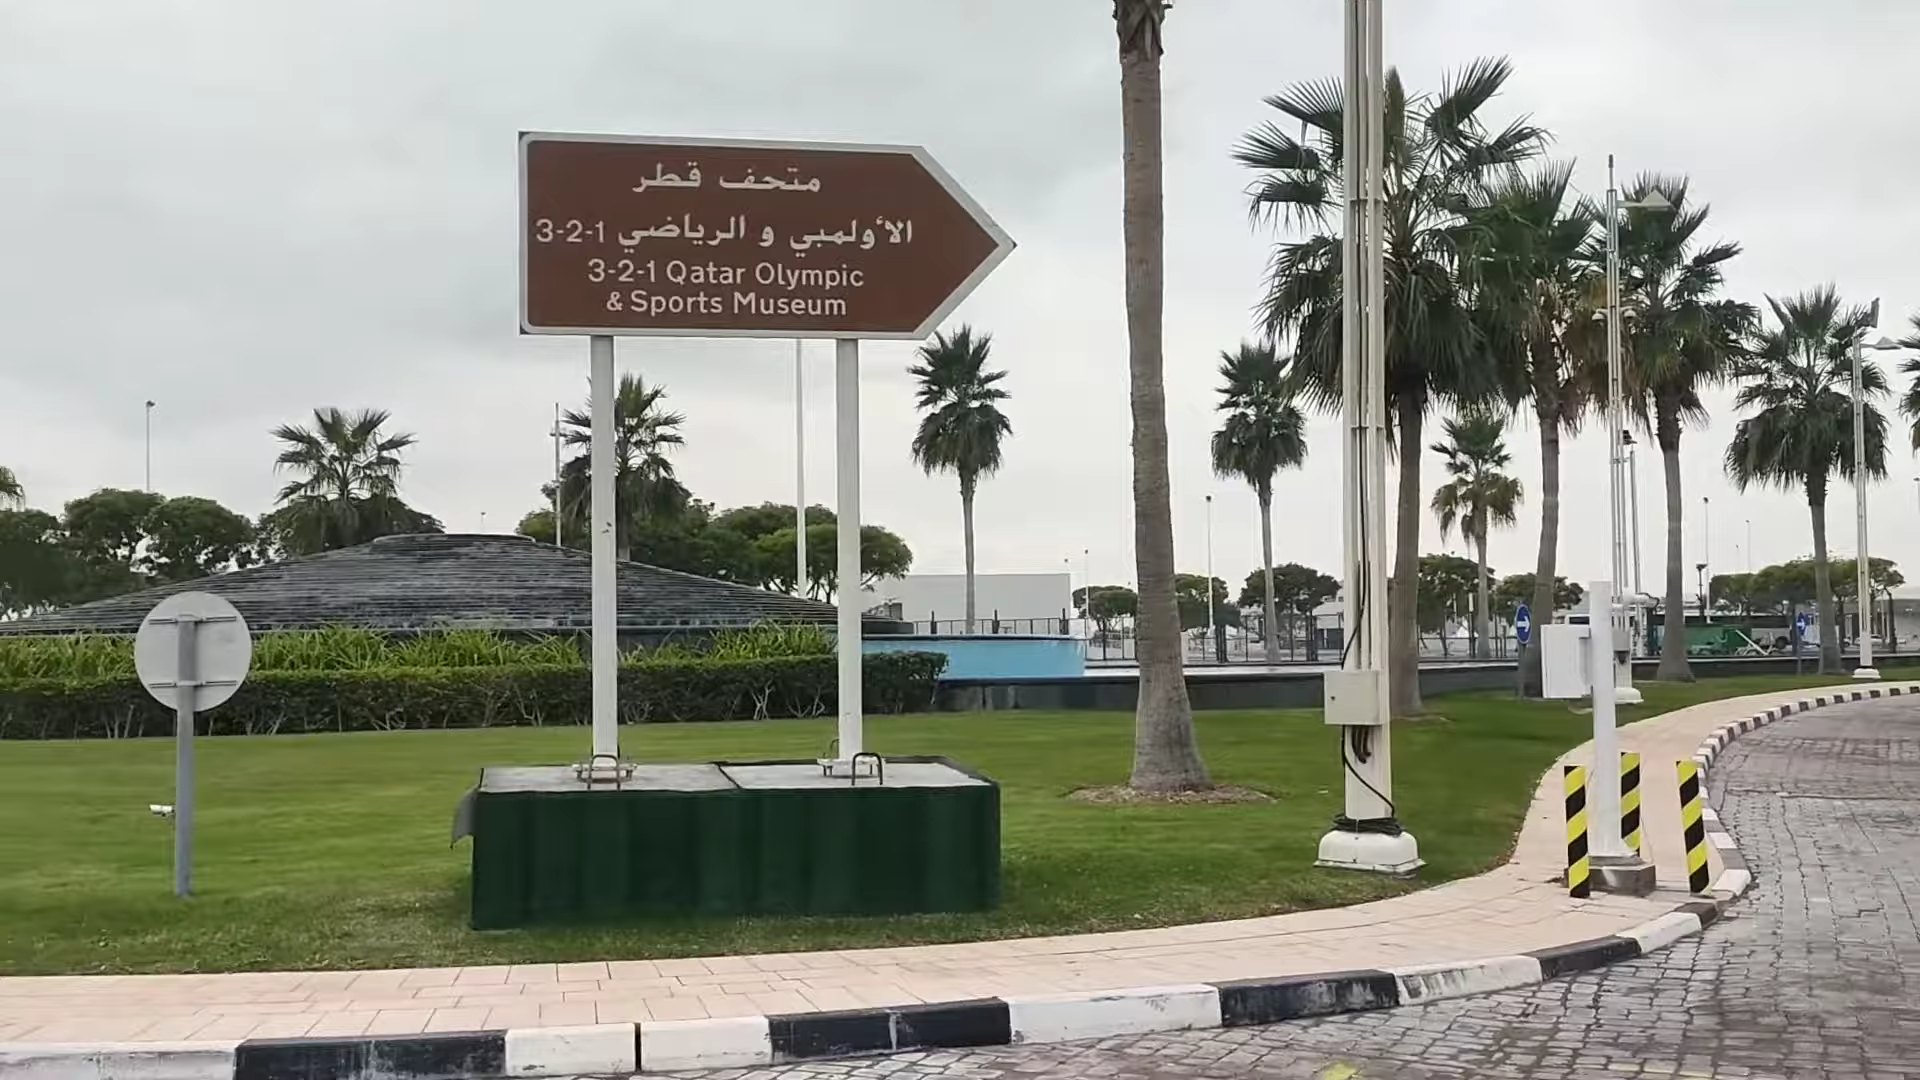 متحف قطر
الأولمبي و الرياضي 3-2-1
3-2-1 Qatar Olympic
& Sports Museum